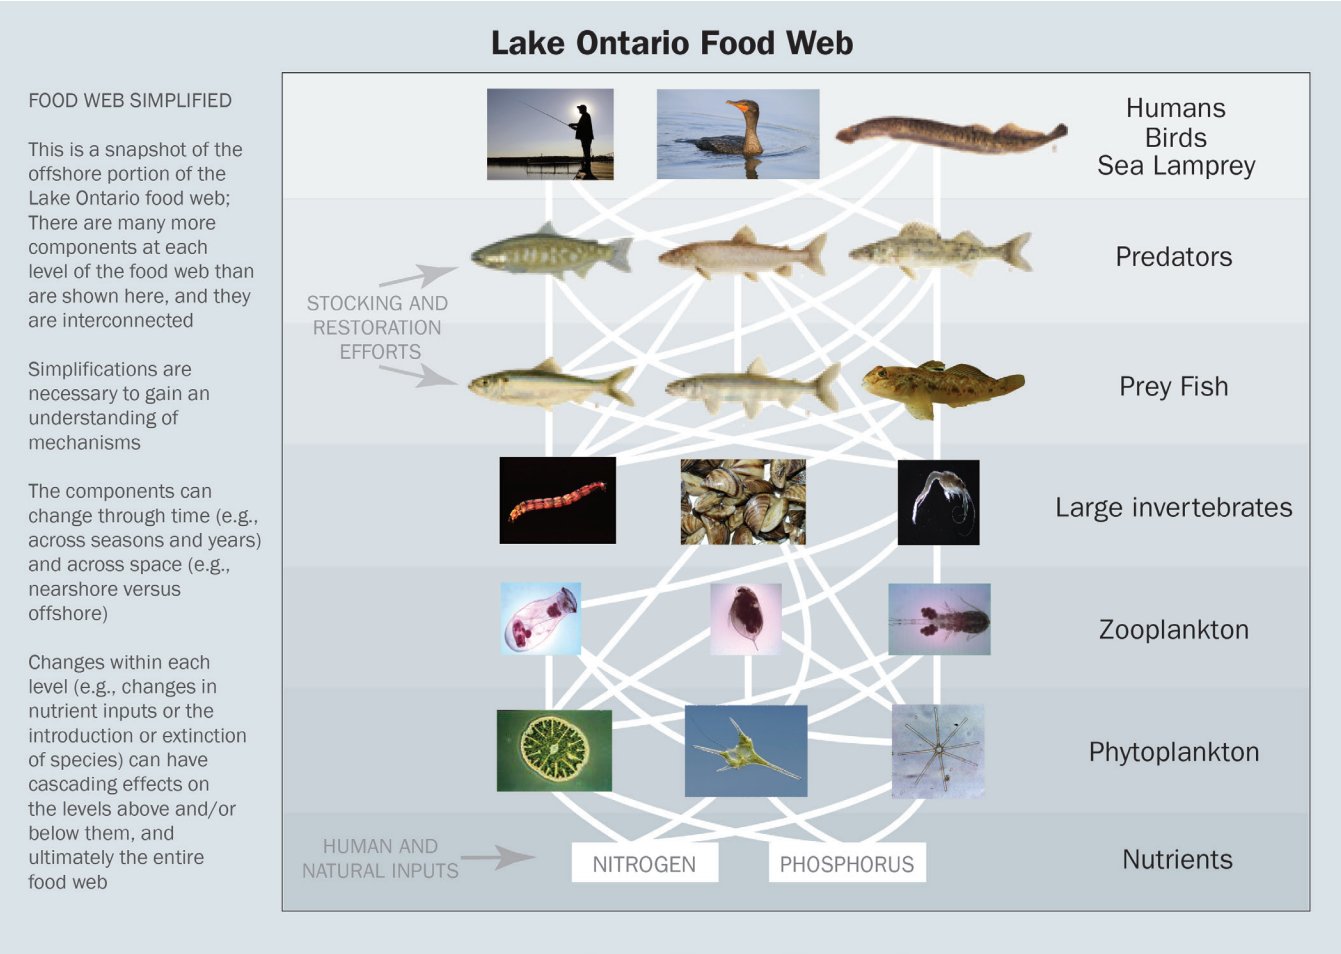 Lake Ontario Food Web
FOOD WEB SIMPLIFIED
This is a snapshot of the
offshore portion of the
Lake Ontario food web;
There are many more
components at each
level of the food web than
are shown here, and they
are interconnected
Simplifications are
necessary to gain an
understanding of
mechanisms
The components can
change through time (e.g.,
across seasons and years)
and across space (e.g.,
nearshore versus
offshore)
Changes within each
level (e.g., changes in
nutrient inputs or the
introduction or extinction
of species) can have
cascading effects on
the levels above and/or
below them, and
ultimately the entire
food web
Humans
Birds
Sea Lamprey
Predators
STOCKING AND
RESTORATION
EFFORTS
Prey Fish
Large invertebrates
Zooplankton
Phytoplankton
HUMAN AND
NATURAL INPUTS
NITROGEN
PHOSPHORUS
Nutrients